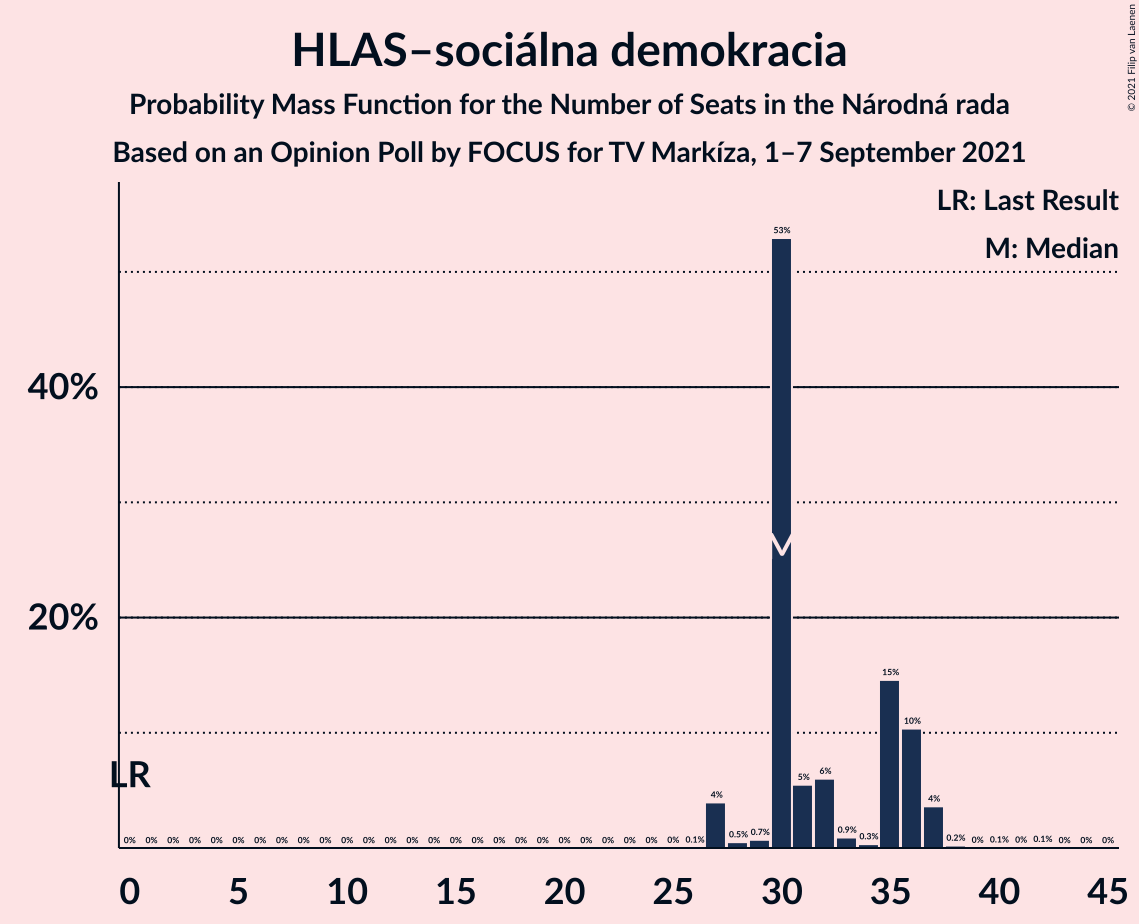 HLAS–sociálna demokracia
Probability Mass Function for the Number of Seats in the Národná rada
Based on an Opinion Poll by FOCUS for TV Markíza, 1–7 September 2021
© 2021 Filip van Laenen
LR: Last Result
M: Median
40%
20%
LR
0% 0% 0% 0% 0% 0% 0% 0% 0% 0% 0% 0% 0% 0% 0% 0% 0% 0% 0% 0% 0% 0% 0% 0% 0% 0% 0.1% 4% 0.5% 0.7% 53% 5% 6% 0.9% 0.3% 15% 10% 4% 0.2% 0% 0.1% 0% 0.1% 0% 0% 0%
0 5 10 15 20 25 30 35 40 45